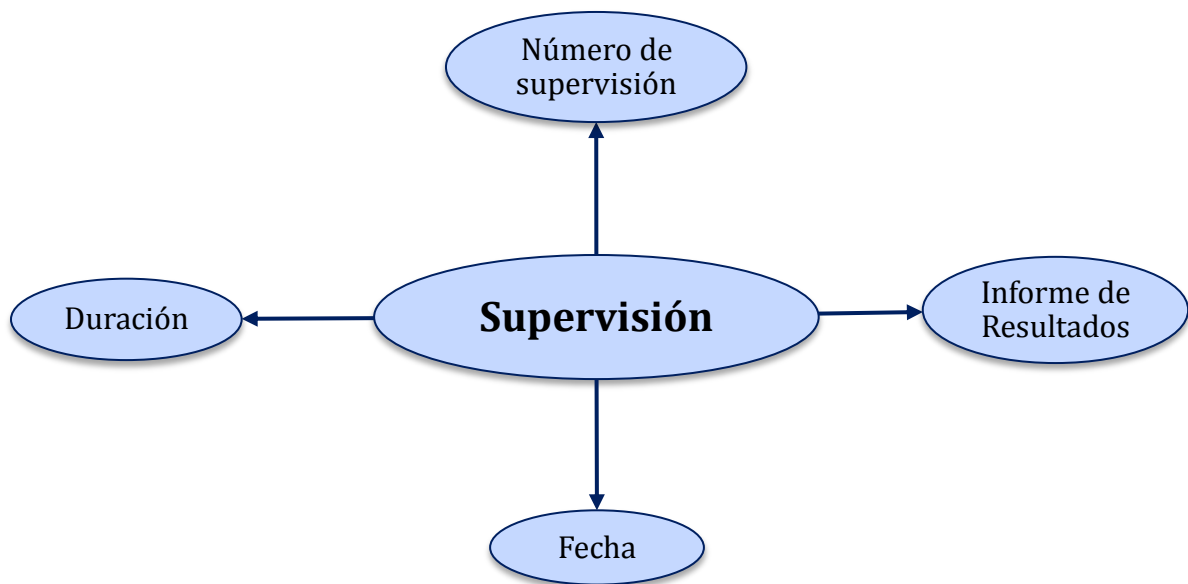 Número de
supervisión
Duración
Supervisión
Informe de
Resultados
Fecha